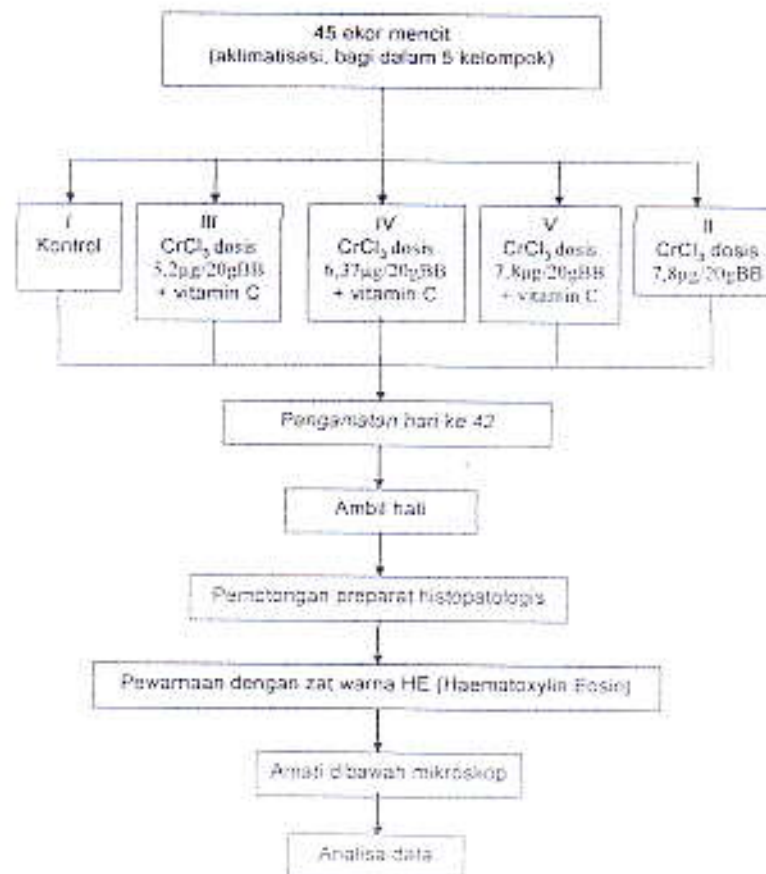 45 ekor mencit
(aklimatisasi, bagi dalam 5 kelompok)
I
Kontrol
III
CrCl₃ dosis
5,2µg/20gBB
+ vitamin C
IV
CrCl₃ dosis
6,37µg/20gBB
+ vitamin C
V
CrCl₃ dosis
7,8µg/20gBB
+ vitamin C
II
CrCl₃ dosis
7,8µg/20gBB
Pengamatan hari ke 42
Ambil hati
Pemotongan preparat histopatologis
Pewarnaan dengan zat warna HE (Haematoxylin Eosin)
Amati dibawah mikroskop
Analisa data